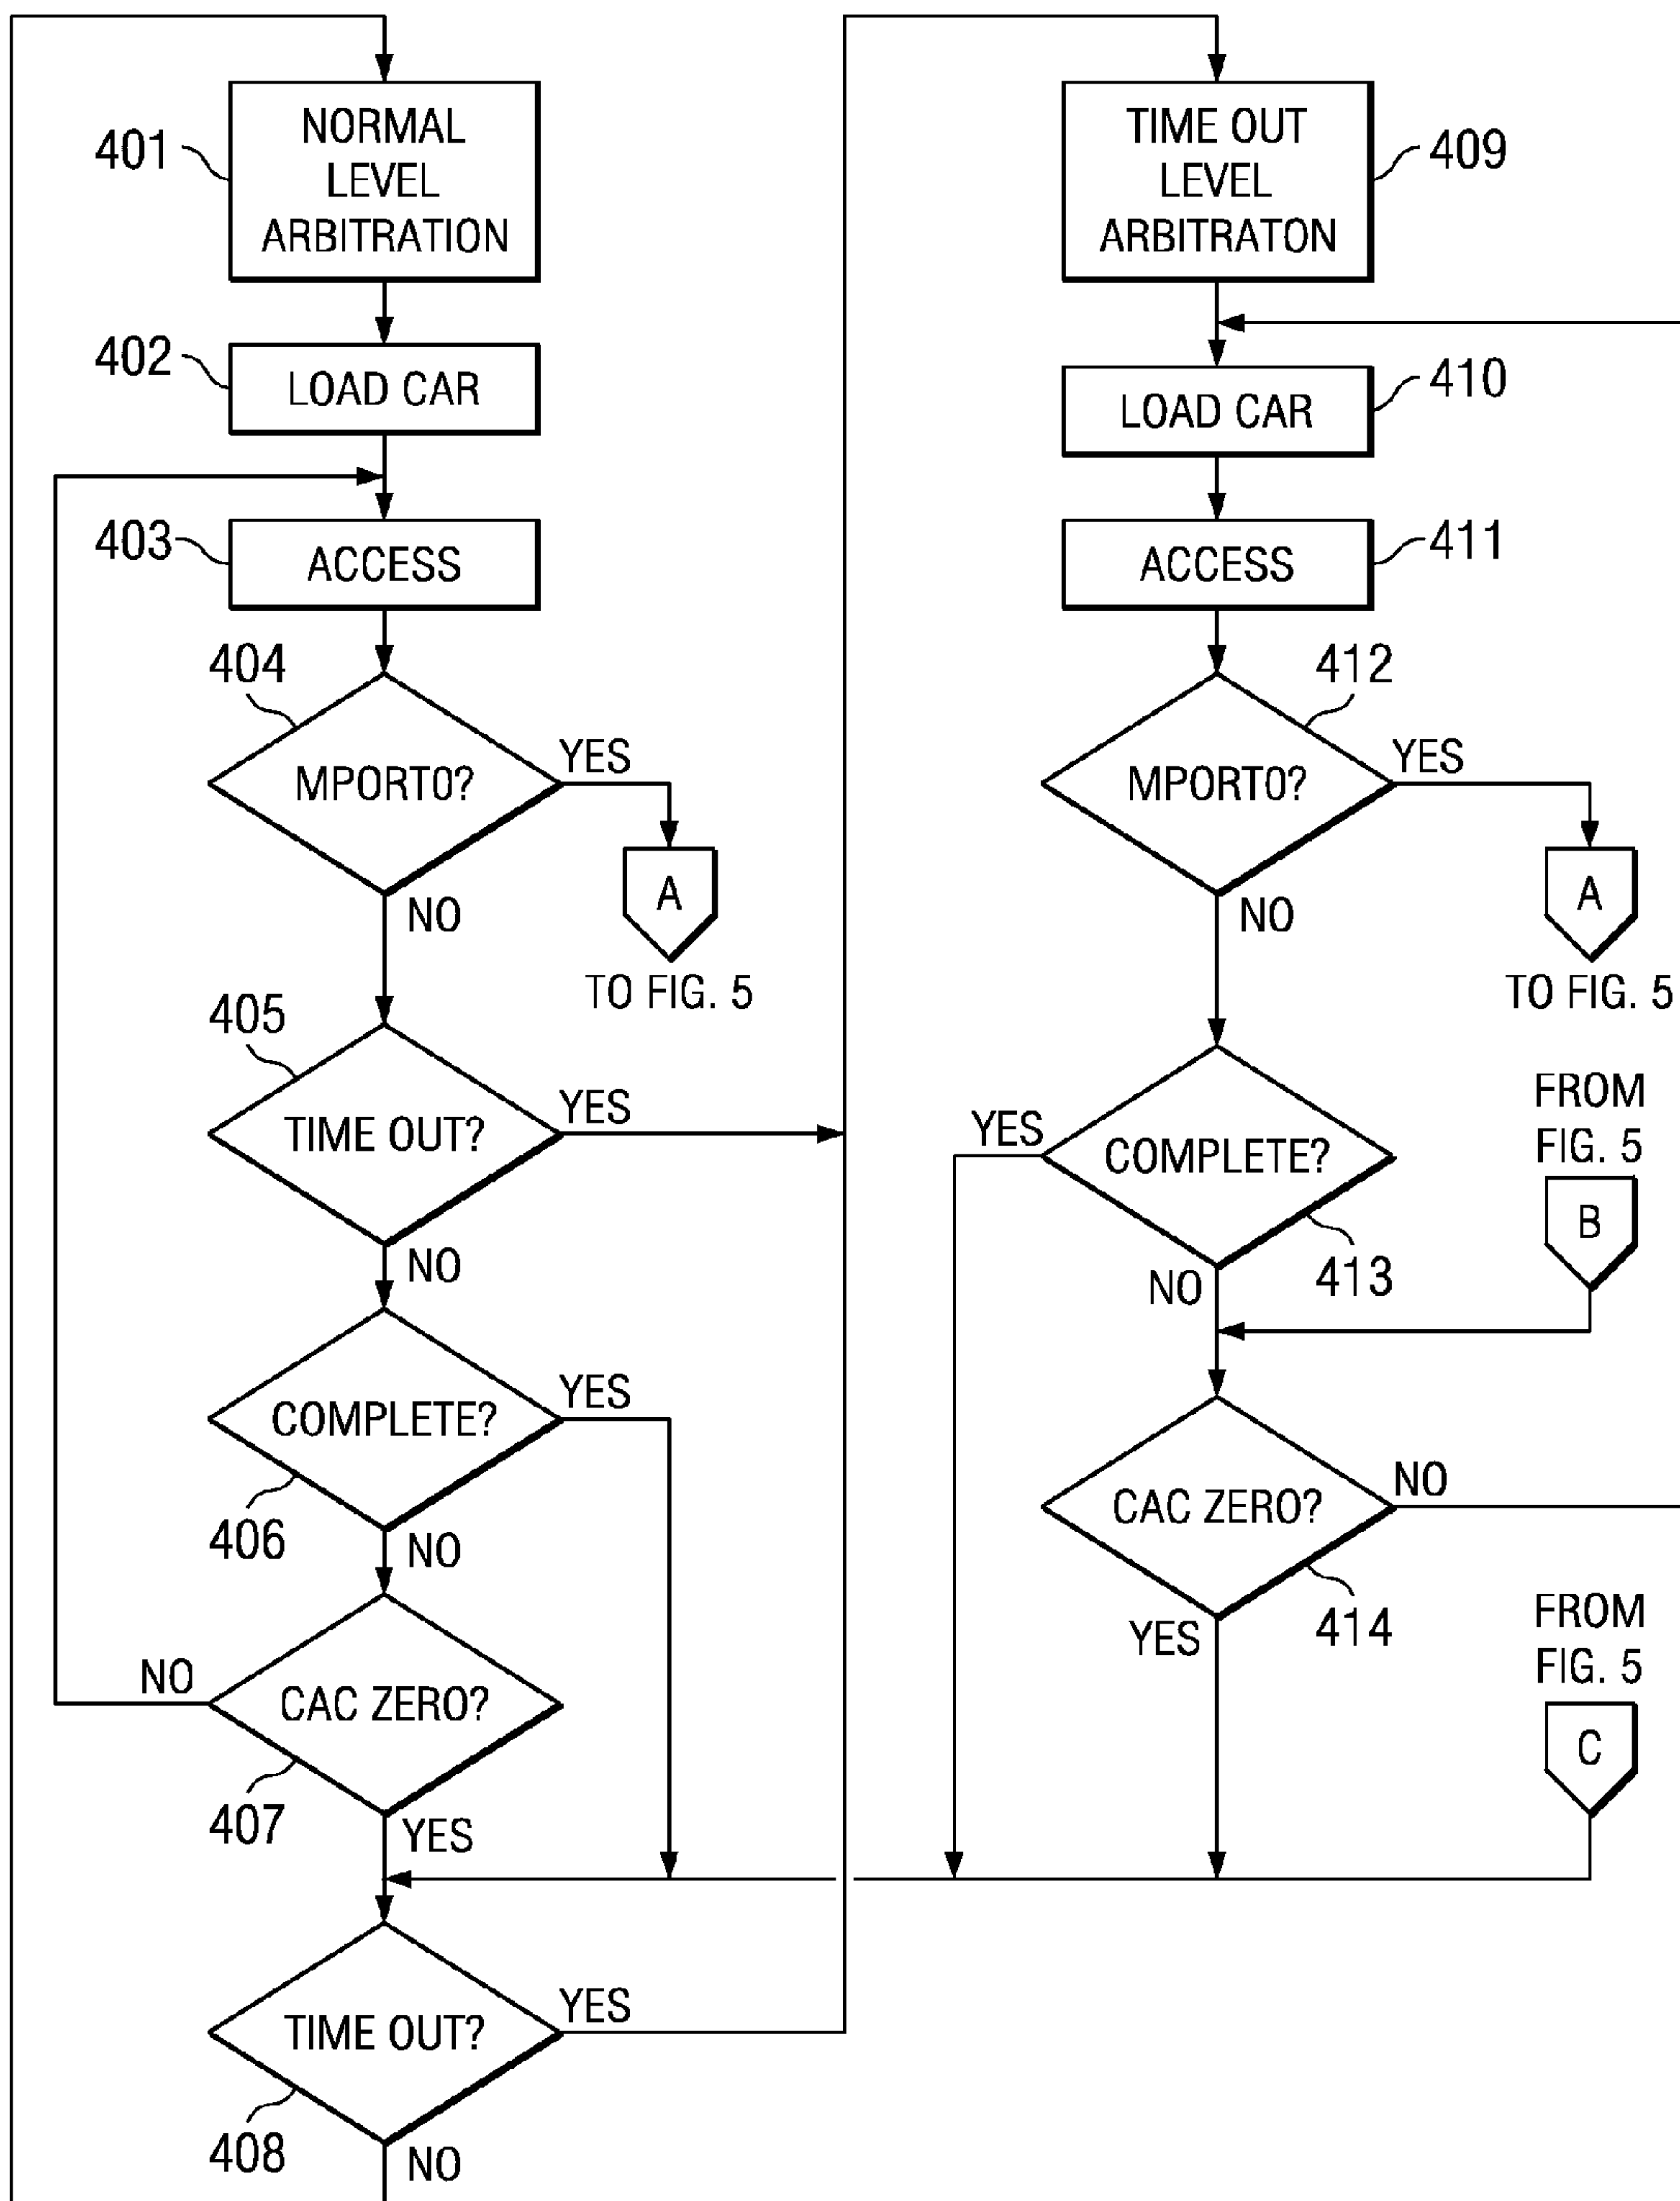 401
NORMAL
LEVEL
ARBITRATION
402
LOAD CAR
403
ACCESS
404
MPORT0?
YES
A
TO FIG. 5
NO
405
TIME OUT?
YES
NO
406
COMPLETE?
YES
NO
407
CAC ZERO?
NO
YES
408
TIME OUT?
YES
NO
TIME OUT
LEVEL
ARBITRATON
409
LOAD CAR
410
ACCESS
411
412
MPORT0?
YES
A
TO FIG. 5
NO
COMPLETE?
YES
413
NO
FROM
FIG. 5
B
CAC ZERO?
NO
414
YES
FROM
FIG. 5
C